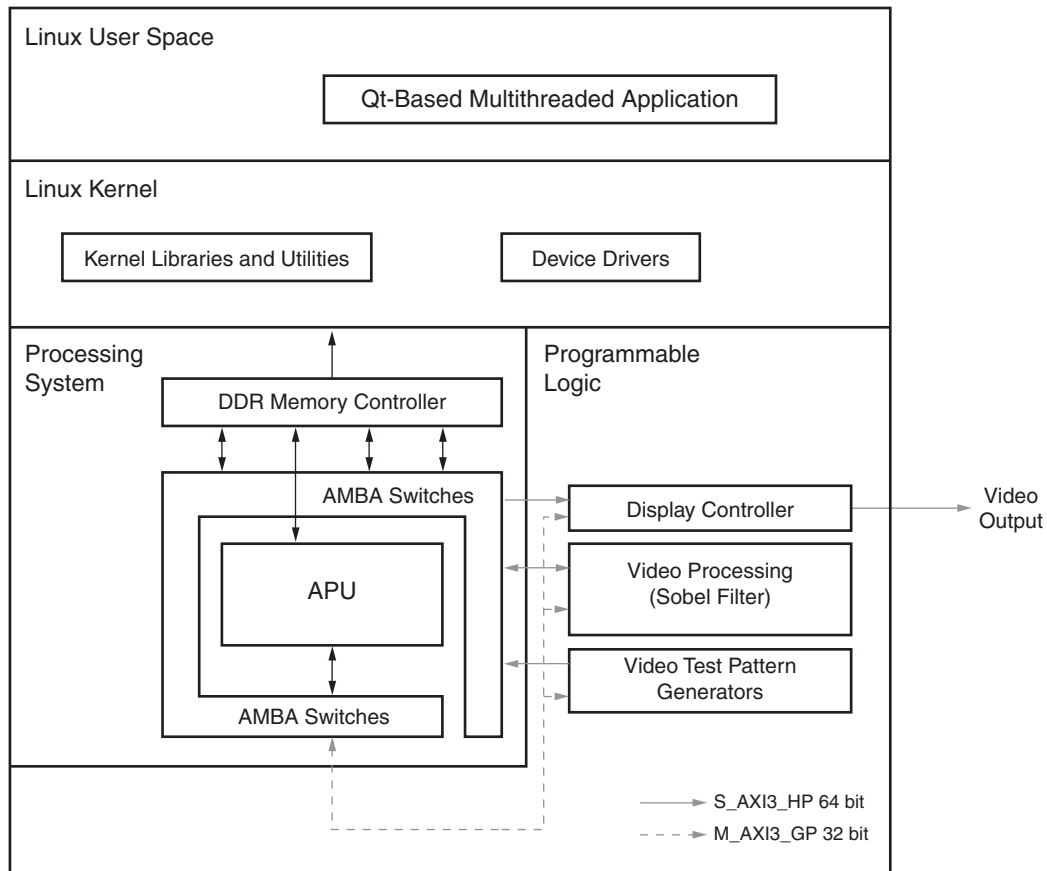 Linux User Space
Qt-Based Multithreaded Application
Linux Kernel
Kernel Libraries and Utilities
Device Drivers
Processing
System
DDR Memory Controller
AMBA Switches
APU
AMBA Switches
Programmable
Logic
Display Controller
Video
Output
Video Processing
(Sobel Filter)
Video Test Pattern
Generators
S_AXI3_HP 64 bit
M_AXI3_GP 32 bit